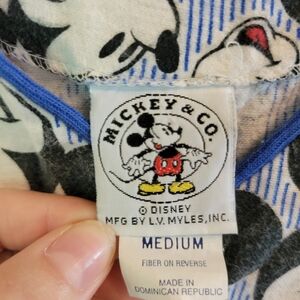 MICKEY & CO.
© DISNEY
MFG BY L.V. MYLES, INC.
MEDIUM
FIBER ON REVERSE
MADE IN
DOMINICAN REPUBLIC